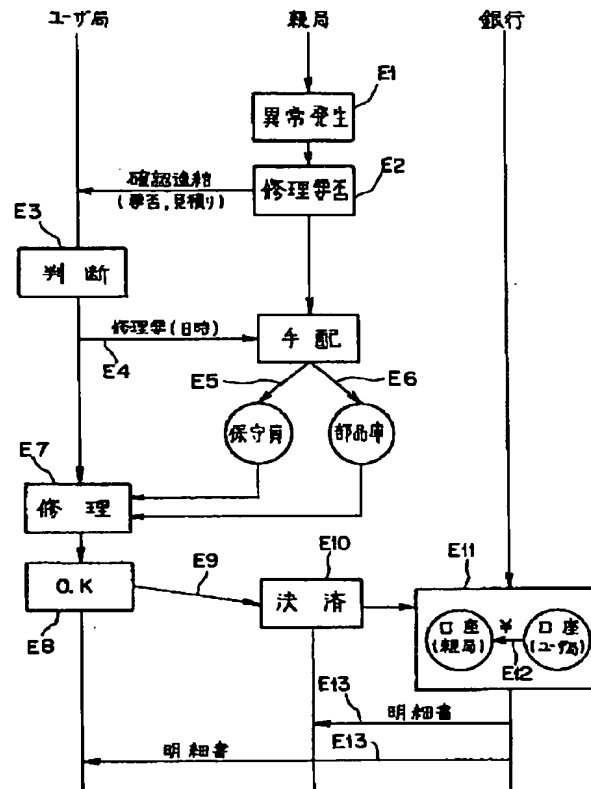 ユーザ局 親局 銀行
E1
異常発生
E2
確認連絡
修理要否
(要否,見積り)
E3
判断
修理要(日時)
手配
E4
E5 E6
保守員 部品庫
E7
修理
E9 E10 E11
O.K 決済
口座 ¥ 口座
(親局) (ユーザ局)
E8
E12
E13
明細書
明細書 E13